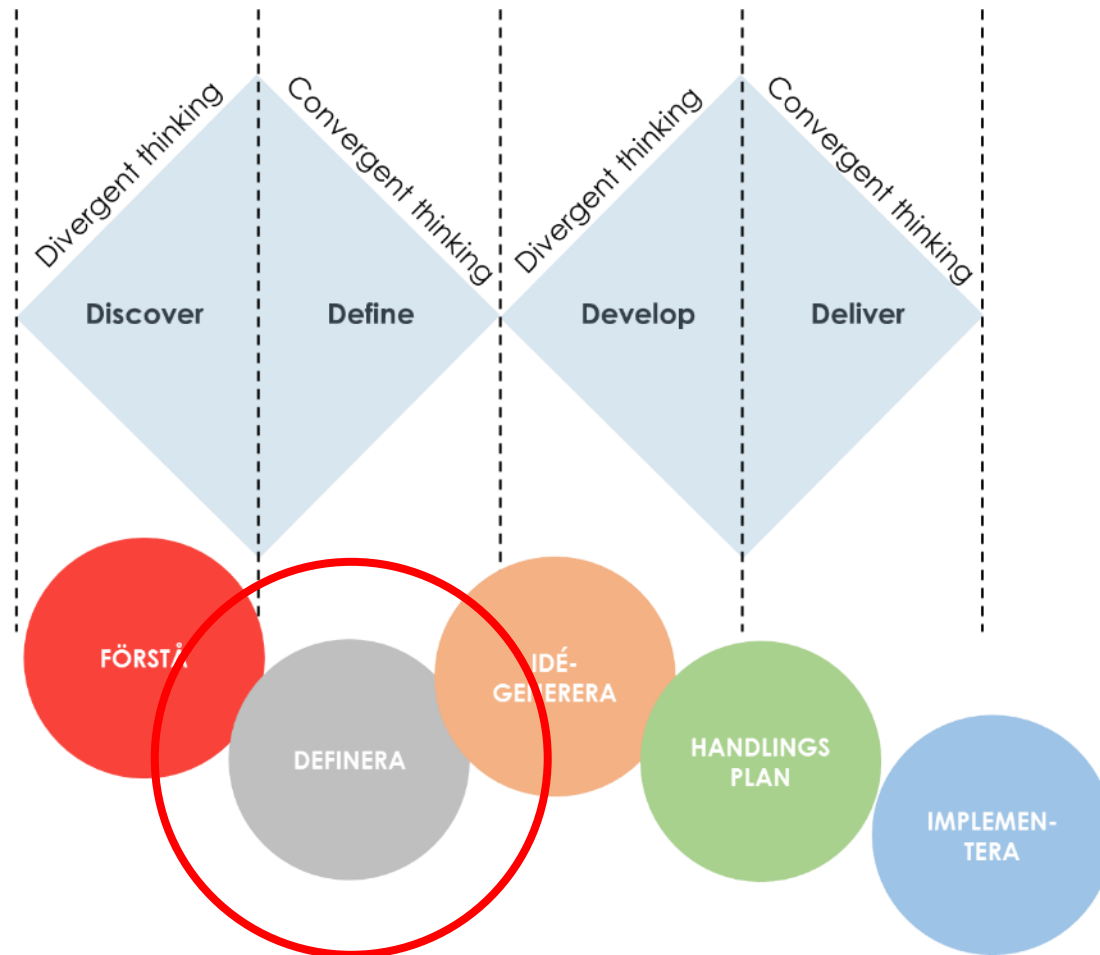 Divergent thinking
Convergent thinking
Divergent thinking
Convergent thinking
Discover
Define
Develop
Deliver
FÖRSTÅ
DEFINERA
IDÉ-
GENERERA
HANDLINGS
PLAN
IMPLEMEN-
TERA